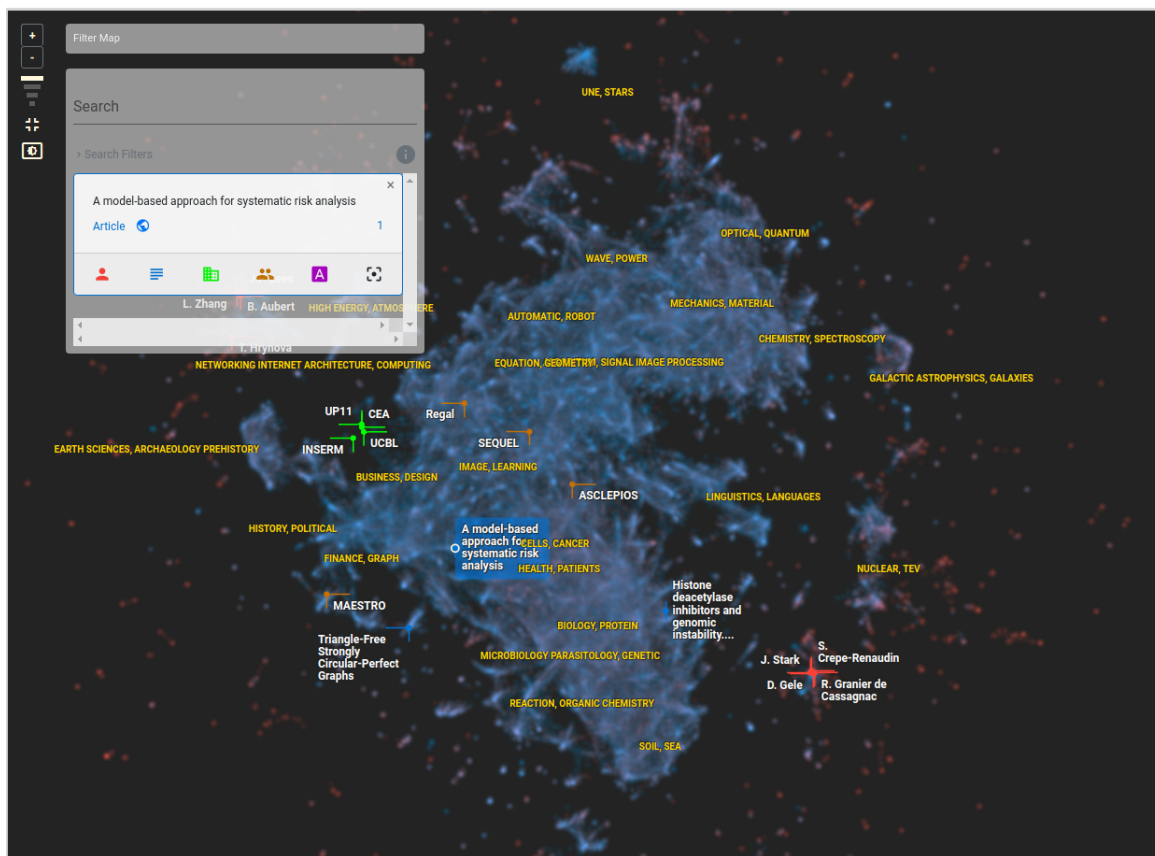 +
Filter Map
-
UNE, STARS
Search
› Search Filters
i
×
A model-based approach for systematic risk analysis
Article
1
A
OPTICAL, QUANTUM
WAVE, POWER
L. Zhang
B. Aubert
HIGH ENERGY, ATMOSPHERE
MECHANICS, MATERIAL
AUTOMATIC, ROBOT
CHEMISTRY, SPECTROSCOPY
T. Hryn'ova
NETWORKING INTERNET ARCHITECTURE, COMPUTING
SIGNAL IMAGE PROCESSING
GALACTIC ASTROPHYSICS, GALAXIES
UP11
CEA
Regal
UCBL
SEQUEL
INSERM
EARTH SCIENCES, ARCHAEOLOGY PREHISTORY
IMAGE, LEARNING
BUSINESS, DESIGN
ASCLEPIOS
LINGUISTICS, LANGUAGES
HISTORY, POLITICAL
A model-based
approach for
systematic risk
analysis
CELLS, CANCER
FINANCE, GRAPH
HEALTH, PATIENTS
NUCLEAR, TEV
Histone
deacetylase
inhibitors and
genomic
instability....
MAESTRO
BIOLOGY, PROTEIN
Triangle-Free
Strongly
Circular-Perfect
Graphs
MICROBIOLOGY PARASITOLOGY, GENETIC
S.
Crepe-Renaudin
J. Stark
D. Gele
R. Granier de
Cassagnac
REACTION, ORGANIC CHEMISTRY
SOIL, SEA